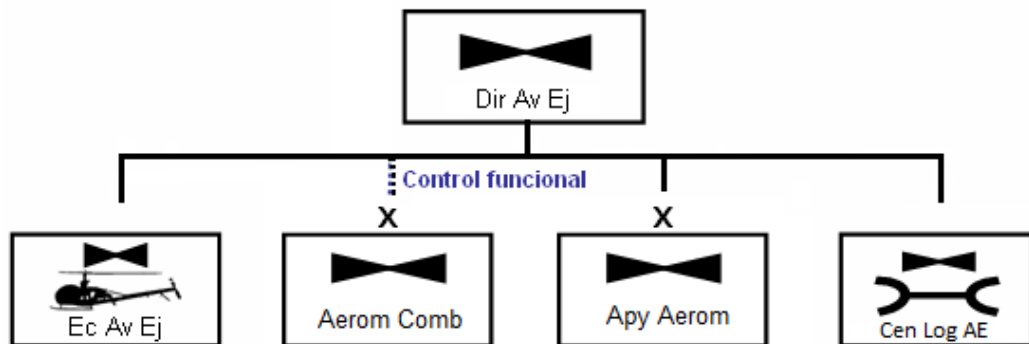 Dir Av Ej
Control funcional
X X
Ec Av Ej
Aerom Comb
Apy Aerom
Cen Log AE